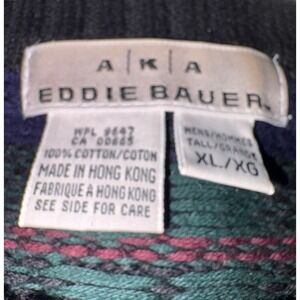 A|K|A
EDDIE BAUER.
WPL 8647
CA 00665
100% COTTON/COTON
MADE IN HONG KONG
FABRIQUE A HONG KONG
SEE SIDE FOR CARE
MENS/HOMMES
TALL/GRANDE
XL/XG